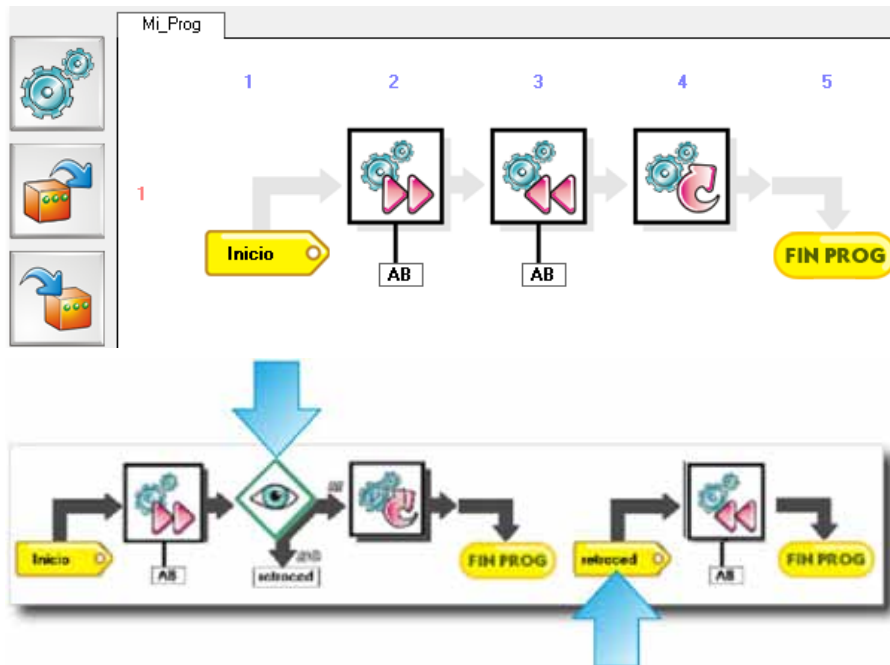 Mi_Prog
1 2 3 4 5
1
Inicio
AB
AB
FIN PROG
Inicio
AB
retroced
FIN PROG
retroced
AB
FIN PROG